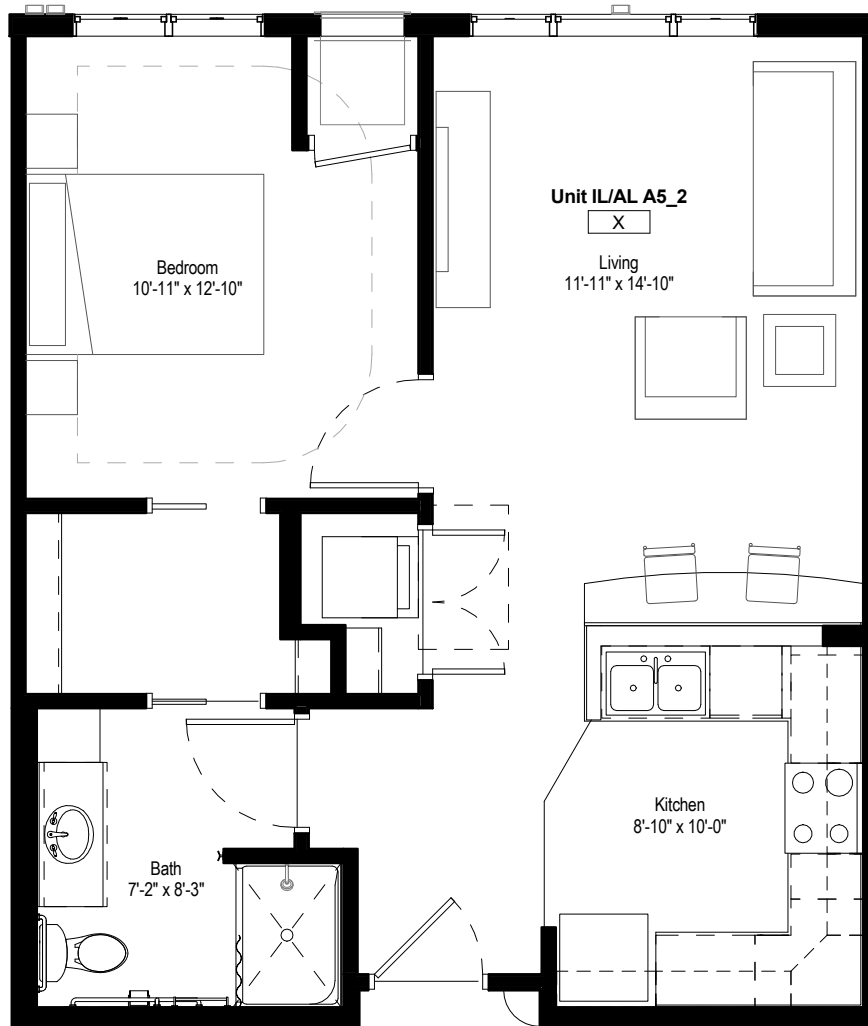 Unit IL/AL A5_2
X
Living
11'-11" x 14'-10"
Bedroom
10'-11" x 12'-10"
Kitchen
8'-10" x 10'-0"
Bath
7'-2" x 8'-3"